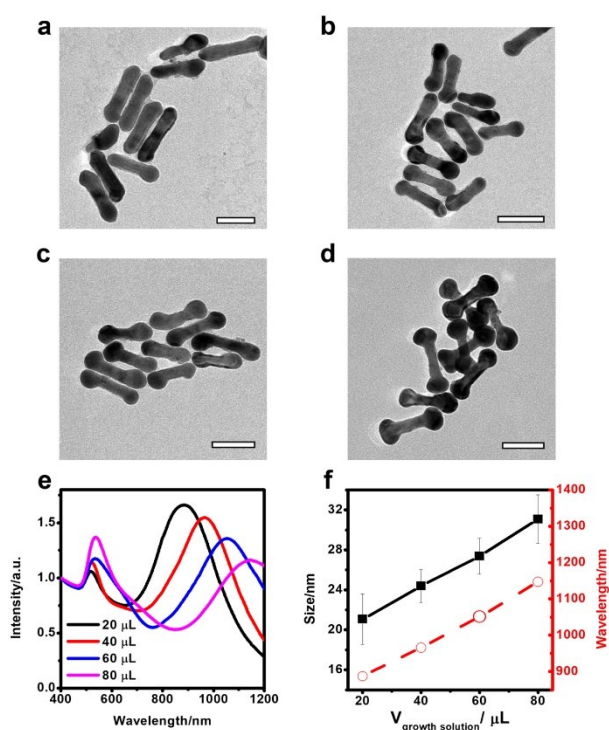 a
b
c
d
e
f
Intensity/a.u.
1.5
1.0
0.5
0.0
20 μL
40 μL
60 μL
80 μL
400 600 800 1000 1200
Wavelength/nm
Size/nm
32
28
24
20
16
20 40 60 80
V growth solution/ μL
1400
1300
1200
1100
1000
900
Wavelength/nm